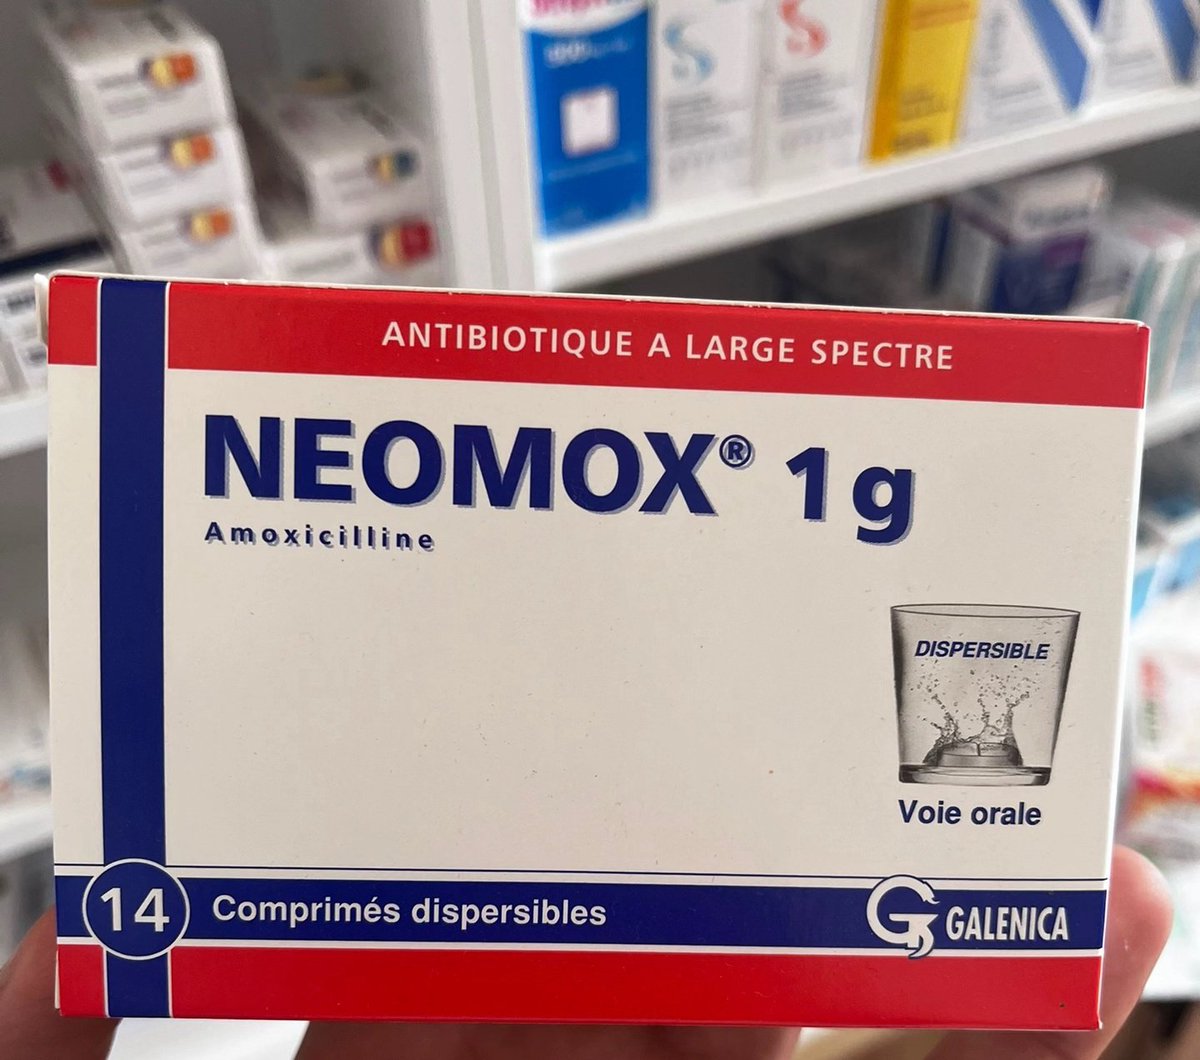 ANTIBIOTIQUE A LARGE SPECTRE
NEOMOX® 1g
Amoxicilline
DISPERSIBLE
Voie orale
14 Comprimés dispersibles
GALENICA